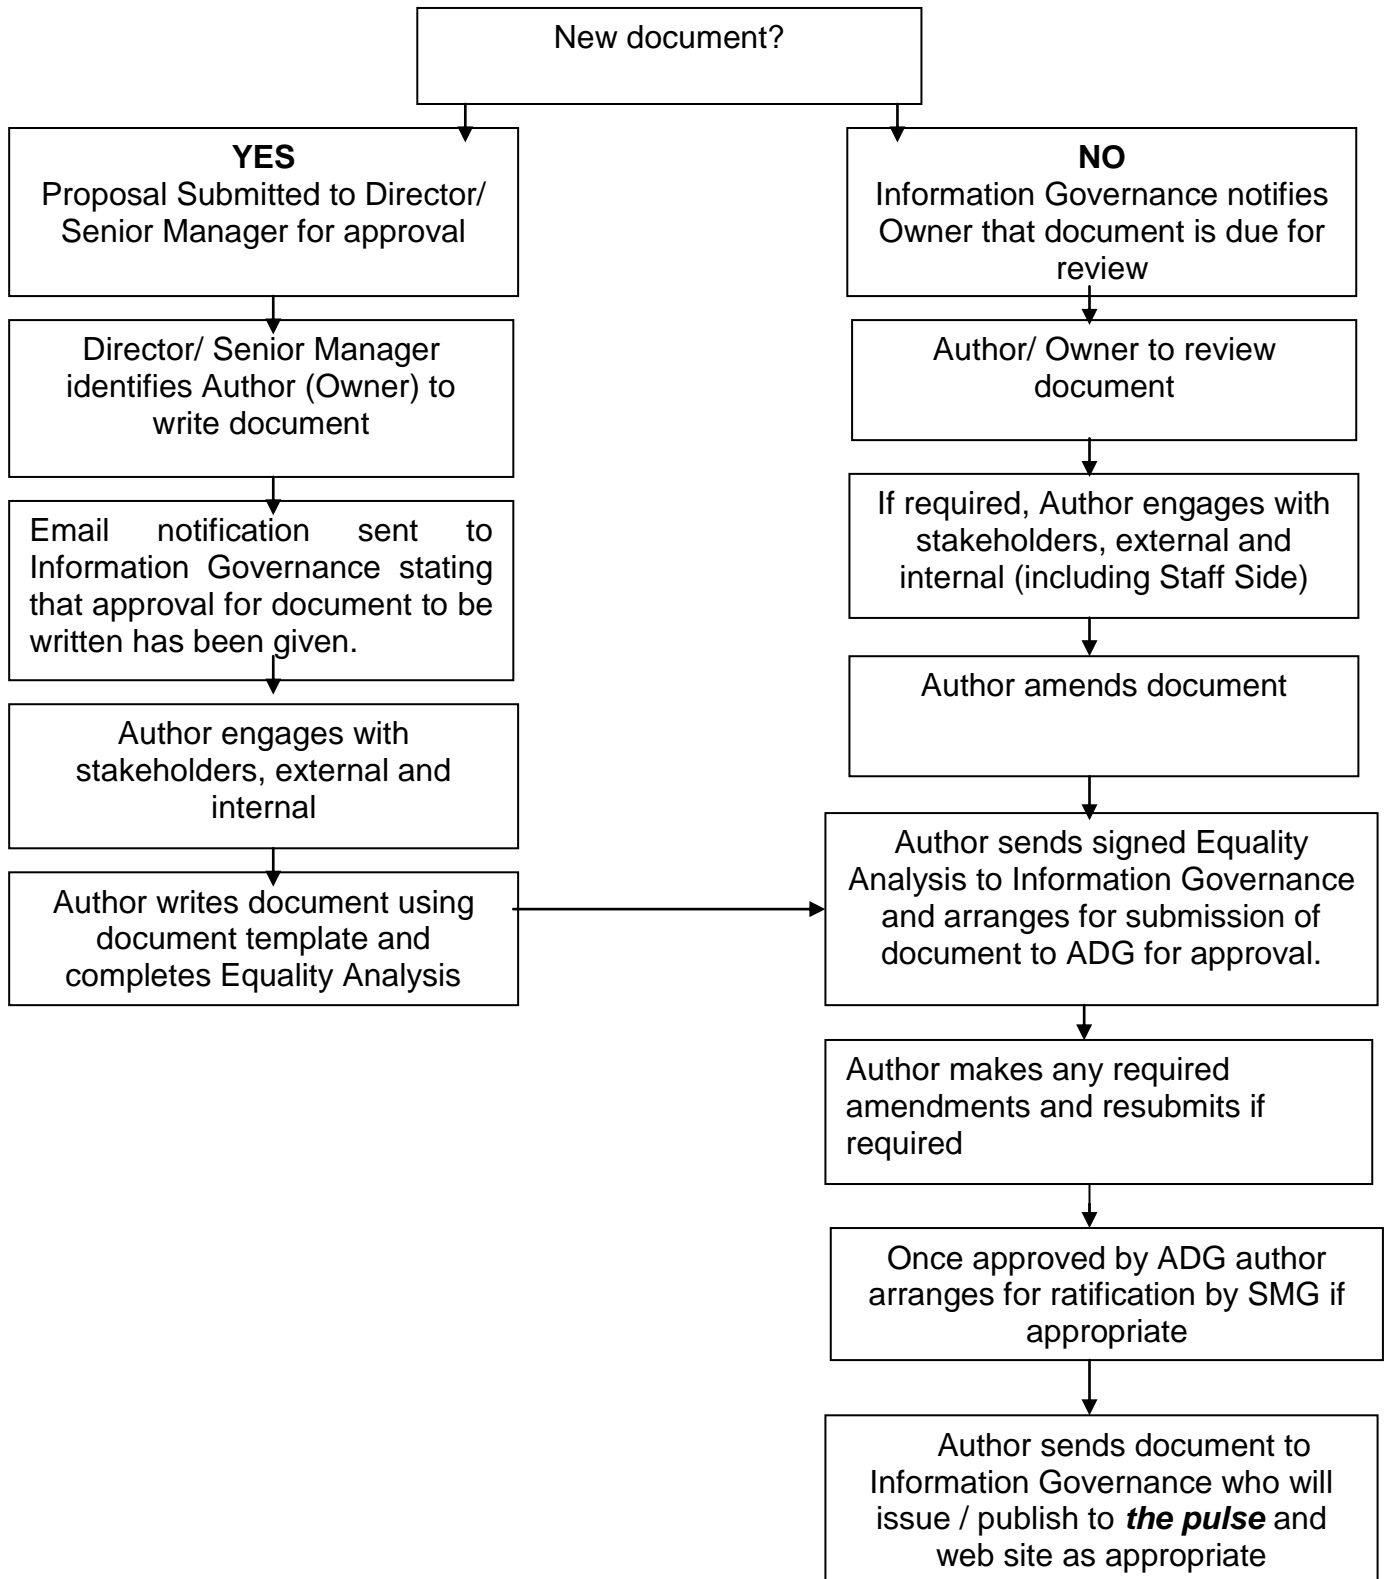 New document?
YES
Proposal Submitted to Director/
Senior Manager for approval
Director/ Senior Manager
identifies Author (Owner) to
write document
Email notification sent to
Information Governance stating
that approval for document to be
written has been given.
Author engages with
stakeholders, external and
internal
Author writes document using
document template and
completes Equality Analysis
NO
Information Governance notifies
Owner that document is due for
review
Author/ Owner to review
document
If required, Author engages with
stakeholders, external and
internal (including Staff Side)
Author amends document
Author sends signed Equality
Analysis to Information Governance
and arranges for submission of
document to ADG for approval.
Author makes any required
amendments and resubmits if
required
Once approved by ADG author
arranges for ratification by SMG if
appropriate
Author sends document to
Information Governance who will
issue / publish to the pulse and
web site as appropriate